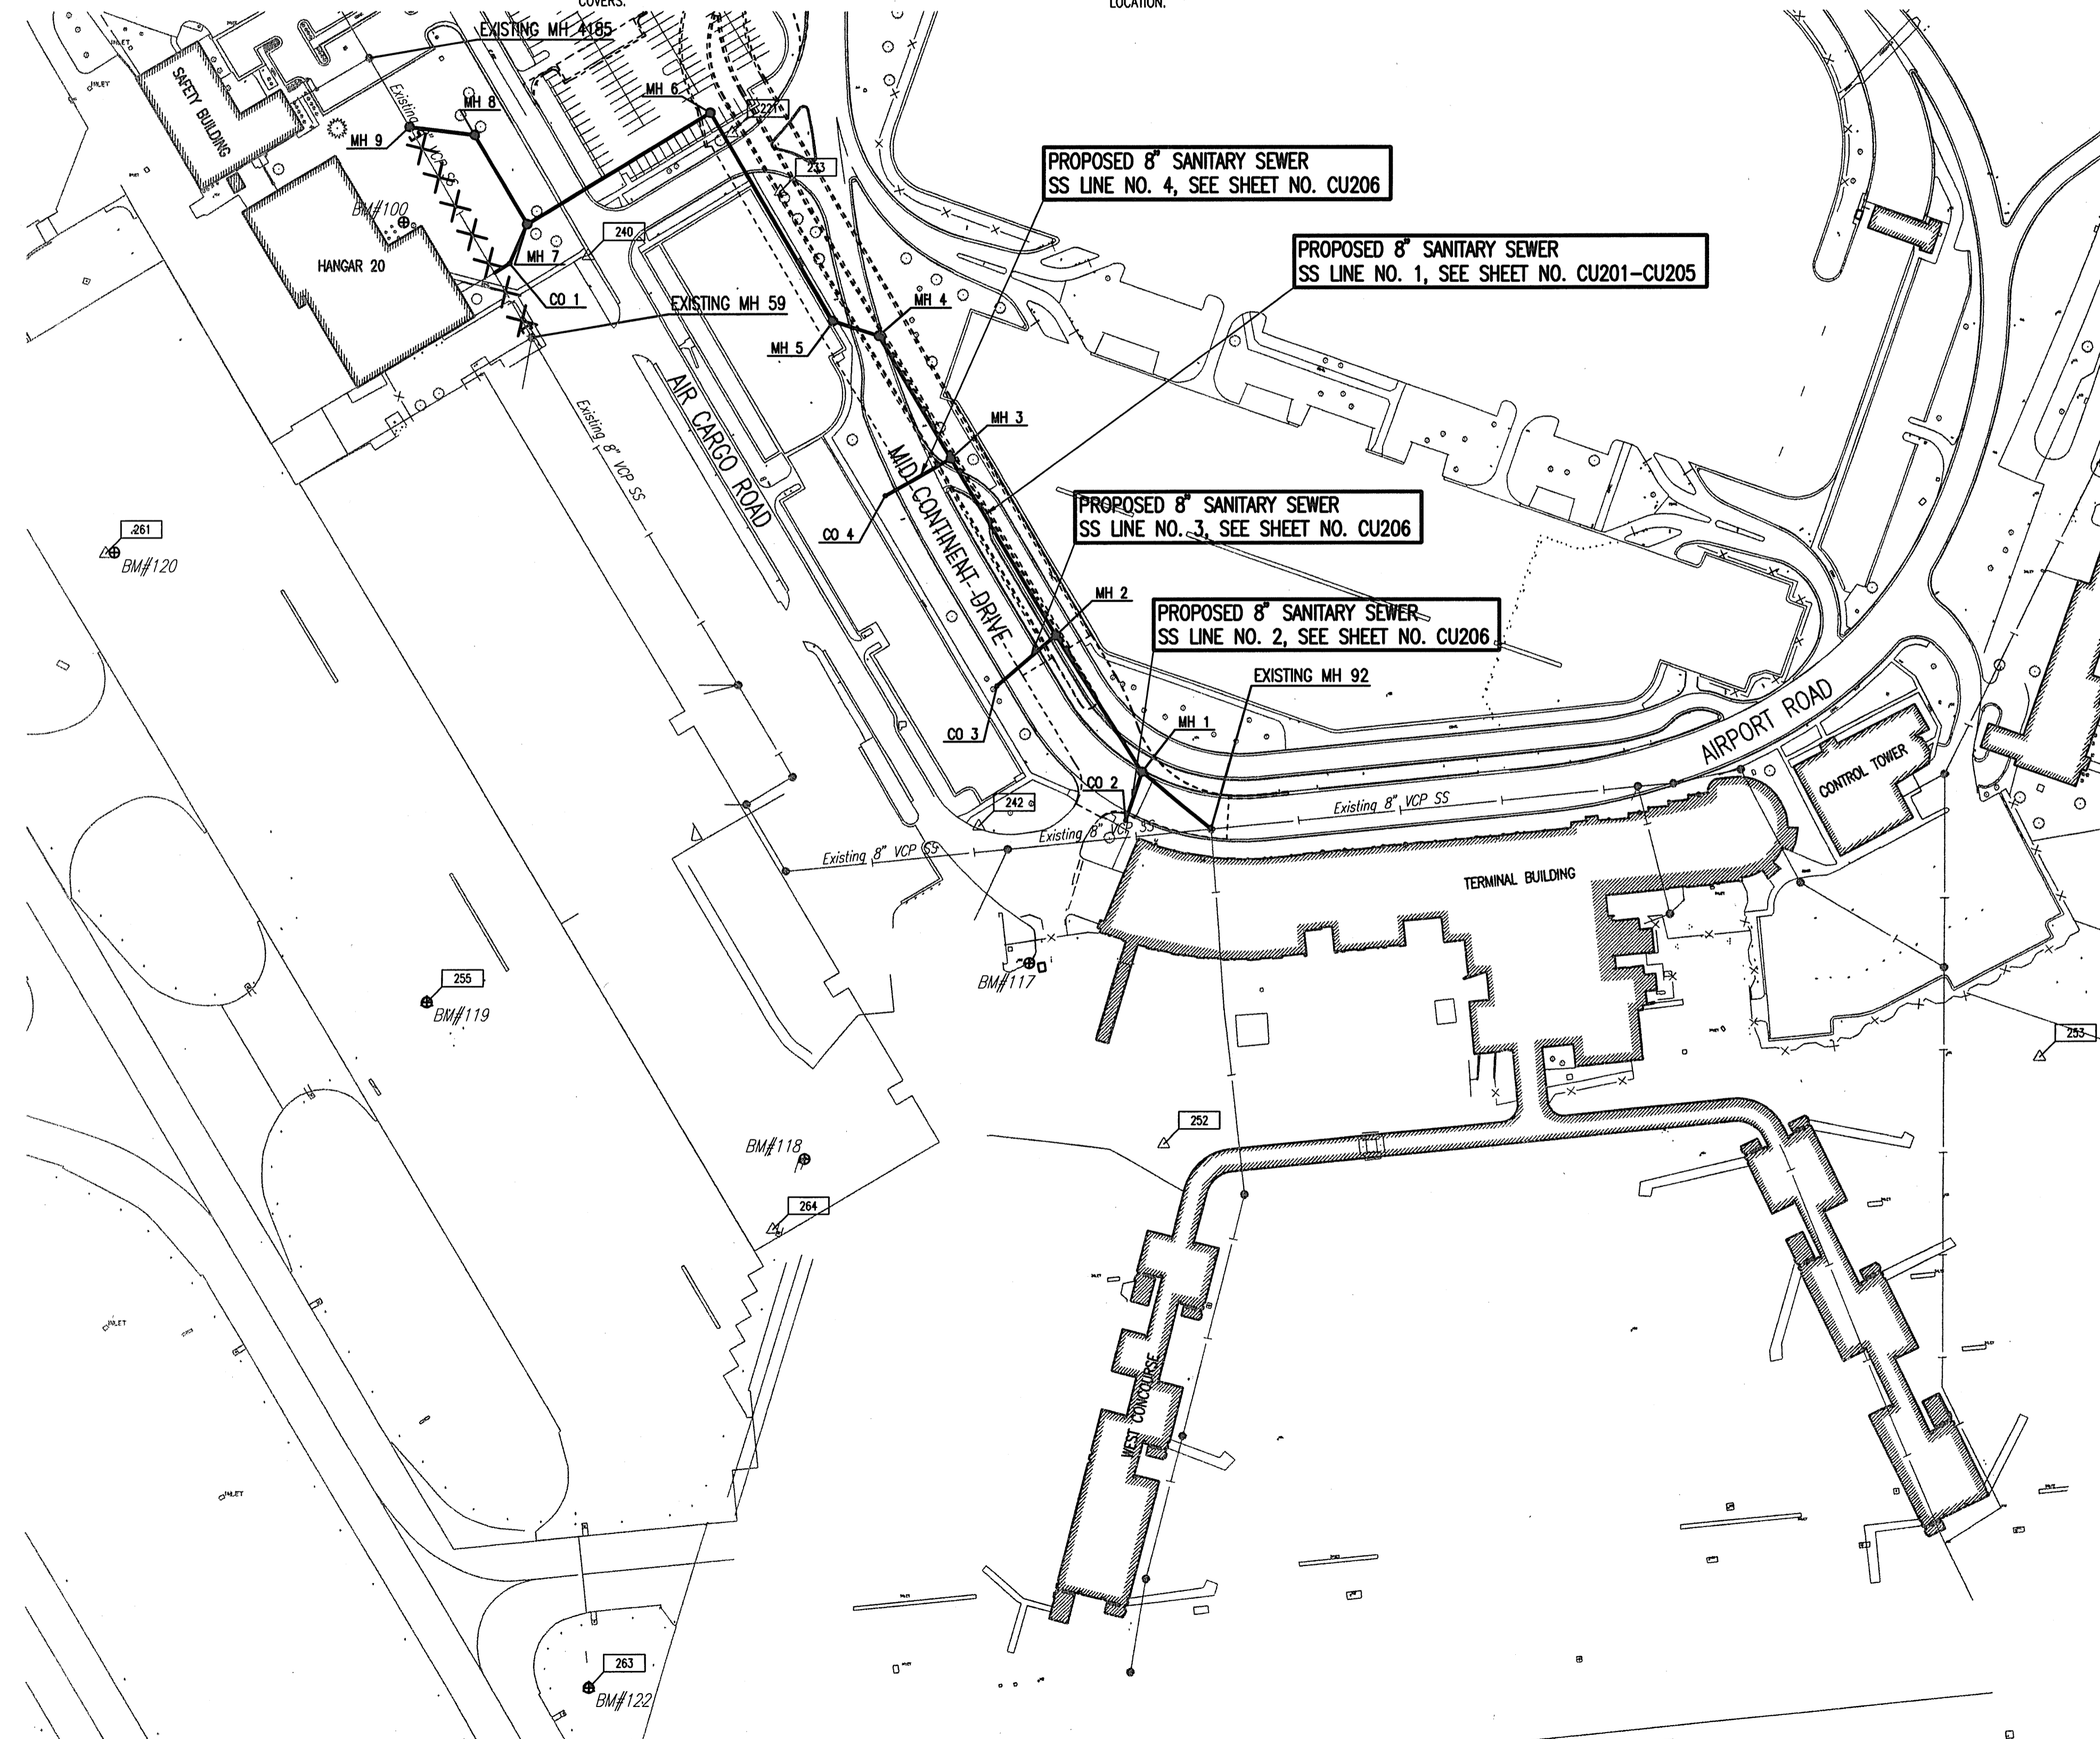 COVERS.
LOCATION.
EXISTING MH 4185
INLET
INLET
SAFETY BUILDING
Existing
VCP SS
MH 8
MH 9
MH 6
221
233
BM#100
HANGAR 20
240
MH 7
CO 1
EXISTING MH 59
PROPOSED 8" SANITARY SEWER
SS LINE NO. 4, SEE SHEET NO. CU206
PROPOSED 8" SANITARY SEWER
SS LINE NO. 1, SEE SHEET NO. CU201-CU205
MH 4
MH 5
AIR CARGO ROAD
Existing 8" VCP SS
MH 3
MID-CONTINENT DRIVE
CO 4
PROPOSED 8" SANITARY SEWER
SS LINE NO. 3, SEE SHEET NO. CU206
261
BM#120
MH 2
PROPOSED 8" SANITARY SEWER
SS LINE NO. 2, SEE SHEET NO. CU206
EXISTING MH 92
MH 1
CO 3
AIRPORT ROAD
CONTROL TOWER
CO 2
242
Existing 8" VCP SS
Existing 8" VCP SS
Existing 8" VCP SS
TERMINAL BUILDING
255
BM#119
BM#117
253
252
BM#118
264
INLET
WEST CONCOURSE
INLET
263
BM#122